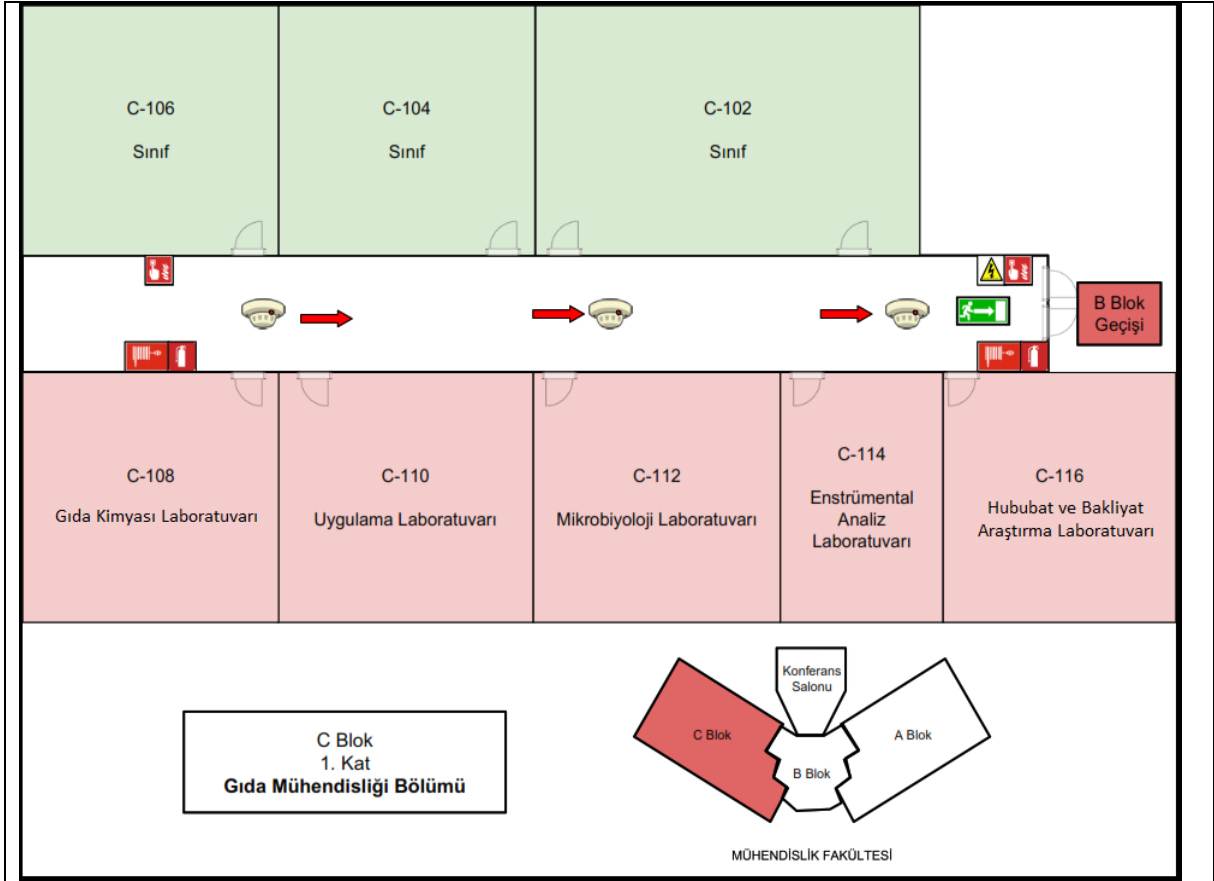 C-106
Sınıf
C-104
Sınıf
C-102
Sınıf
B Blok
Geçişi
C-108
Gıda Kimyası Laboratuvarı
C-110
Uygulama Laboratuvarı
C-112
Mikrobiyoloji Laboratuvarı
C-114
Enstrümental
Analiz
Laboratuvarı
C-116
Hububat ve Bakliyat
Araştırma Laboratuvarı
C Blok
1. Kat
Gıda Mühendisliği Bölümü
Konferans
Salonu
C Blok
A Blok
B Blok
MÜHENDİSLİK FAKÜLTESİ